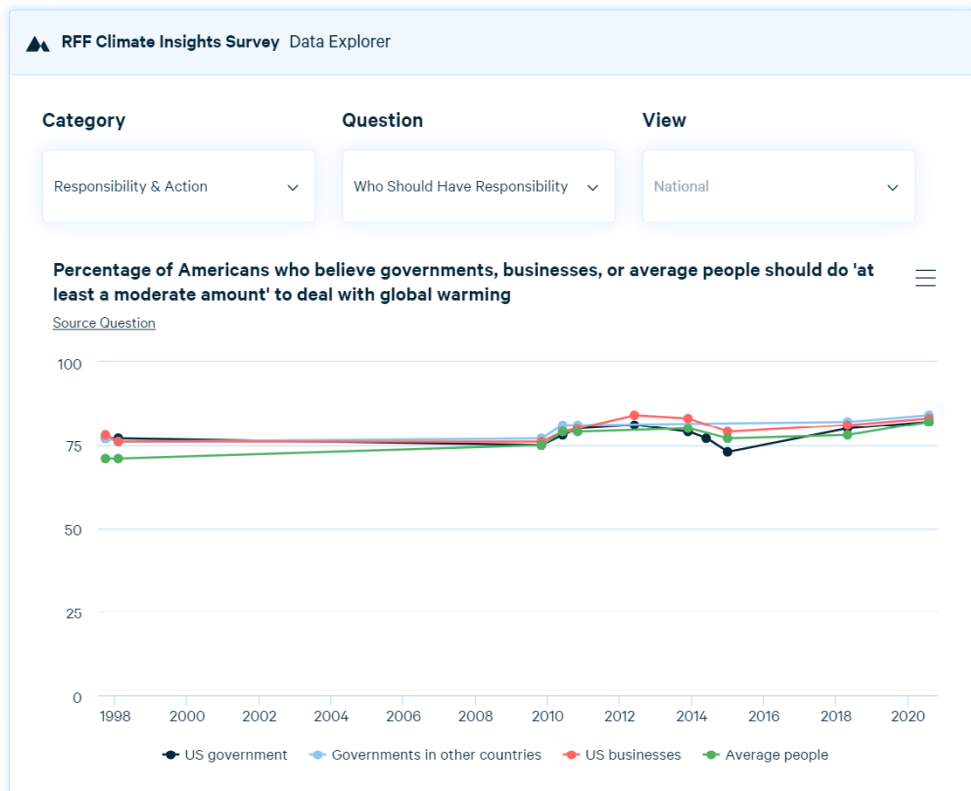 RFF Climate Insights Survey Data Explorer
Category Question View
Responsibility & Action Who Should Have Responsibility National
Percentage of Americans who believe governments, businesses, or average people should do 'at
least a moderate amount' to deal with global warming
Source Question
100
75
50
25
0
1998 2000 2002 2004 2006 2008 2010 2012 2014 2016 2018 2020
US government Governments in other countries US businesses Average people